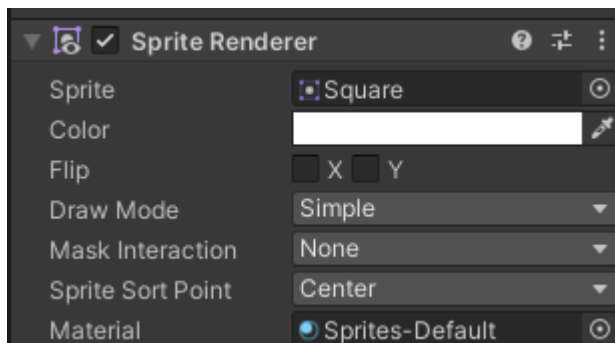 Sprite Renderer
Sprite Square
Color
Flip X Y
Draw Mode Simple
Mask Interaction None
Sprite Sort Point Center
Material Sprites-Default